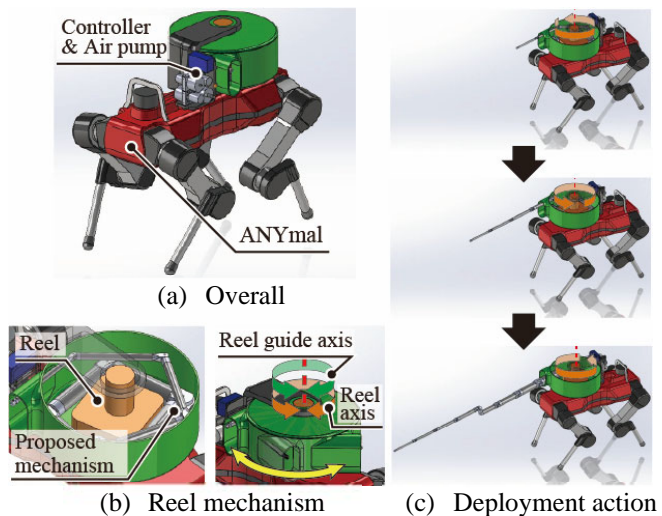 Controller
& Air pump
ANYmal
(a) Overall
Reel
Proposed
mechanism
Reel guide axis
Reel
axis
(b) Reel mechanism
(c) Deployment action